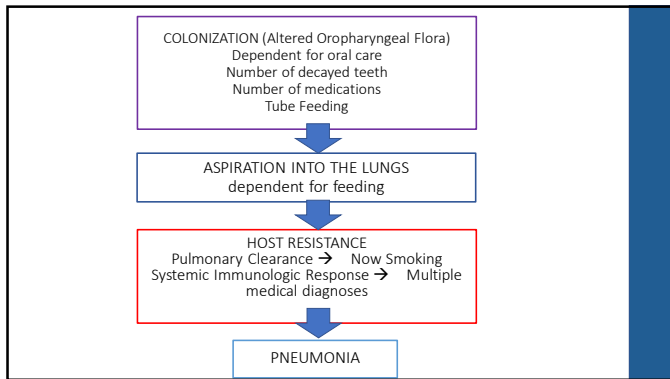 COLONIZATION (Altered Oropharyngeal Flora)
Dependent for oral care
Number of decayed teeth
Number of medications
Tube Feeding
ASPIRATION INTO THE LUNGS
dependent for feeding
HOST RESISTANCE
Pulmonary Clearance → Now Smoking
Systemic Immunologic Response → Multiple
medical diagnoses
PNEUMONIA